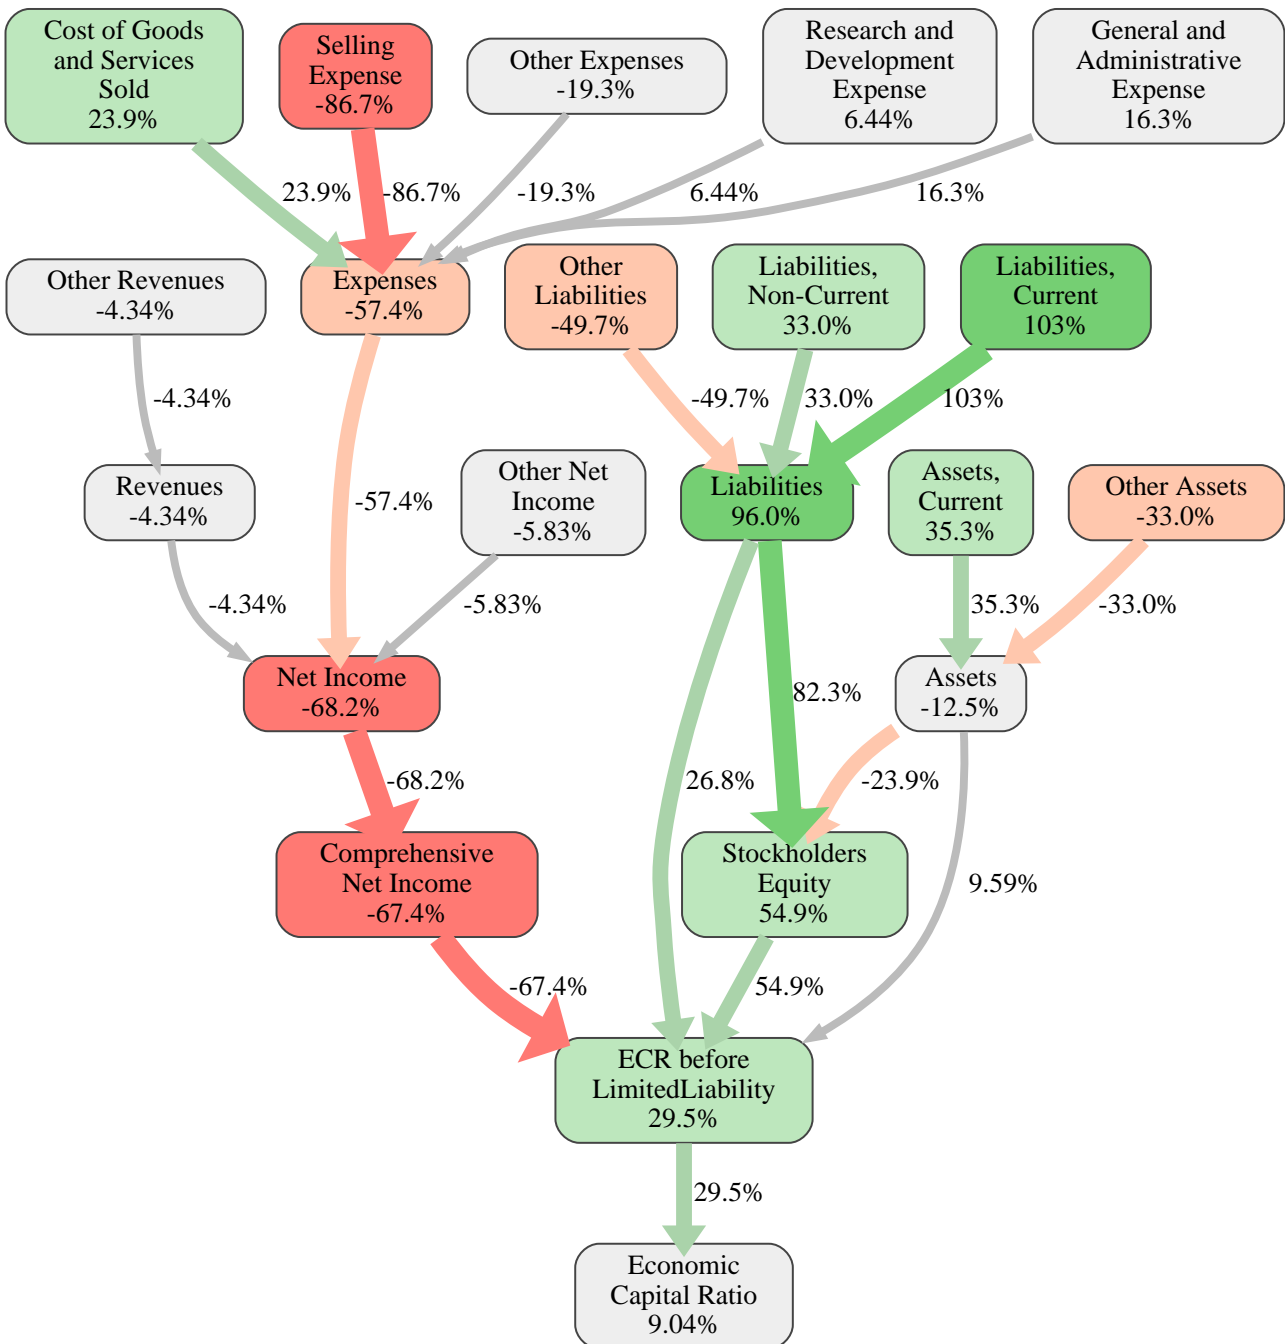 Cost of Goods
and Services
Sold
23.9%
Selling
Expense
-86.7%
Other Expenses
-19.3%
Research and
Development
Expense
6.44%
General and
Administrative
Expense
16.3%
23.9%
-86.7%
-19.3%
6.44%
16.3%
Other Revenues
-4.34%
Expenses
-57.4%
Other
Liabilities
-49.7%
Liabilities,
Non-Current
33.0%
Liabilities,
Current
103%
-4.34%
-49.7%
33.0%
103%
Revenues
-4.34%
-57.4%
Other Net
Income
-5.83%
Liabilities
96.0%
Assets,
Current
35.3%
Other Assets
-33.0%
-4.34%
-5.83%
35.3%
-33.0%
Net Income
-68.2%
82.3%
Assets
-12.5%
-68.2%
26.8%
-23.9%
Comprehensive
Net Income
-67.4%
Stockholders
Equity
54.9%
9.59%
-67.4%
54.9%
ECR before
LimitedLiability
29.5%
29.5%
Economic
Capital Ratio
9.04%